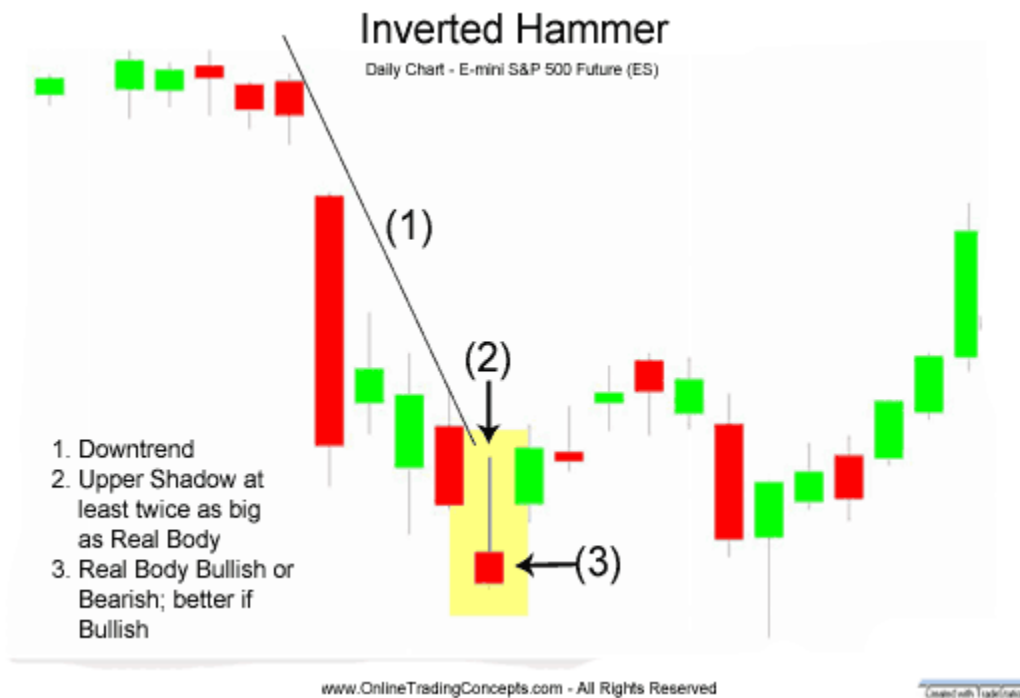 Inverted Hammer
Daily Chart - E-mini S&P 500 Future (ES)
(1)
(2)
(3)
1. Downtrend
2. Upper Shadow at
least twice as big
as Real Body
3. Real Body Bullish or
Bearish; better if
Bullish
www.OnlineTradingConcepts.com - All Rights Reserved
Created with